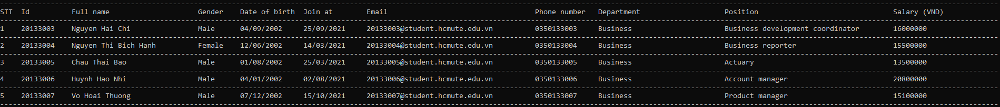 STT Id Full name Gender Date of birth Join at Email Phone number Department Position Salary (VND)
1 20133003 Nguyen Hai Chi Male 04/09/2002 25/09/2021 20133003@student.hcmute.edu.vn 0350133003 Business Business development coordinator 16000000
2 20133004 Nguyen Thi Bich Hanh Female 12/06/2002 14/03/2021 20133004@student.hcmute.edu.vn 0350133004 Business Business reporter 15500000
3 20133005 Chau Thai Bao Male 01/08/2002 25/03/2021 20133005@student.hcmute.edu.vn 0350133005 Business Actuary 13500000
4 20133006 Huynh Hao Nhi Male 04/01/2002 02/08/2021 20133006@student.hcmute.edu.vn 0350133006 Business Account manager 20800000
5 20133007 Vo Hoai Thuong Male 07/12/2002 15/10/2021 20133007@student.hcmute.edu.vn 0350133007 Business Product manager 15100000